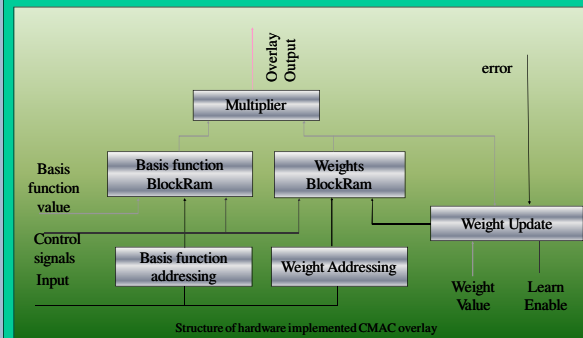 Overlay
Output
error
Multiplier
Basis
function
value
Basis function
BlockRam
Weights
BlockRam
Weight Update
Control
signals
Input
Basis function
addressing
Weight Addressing
Weight
Value
Learn
Enable
Structure of hardware implemented CMAC overlay